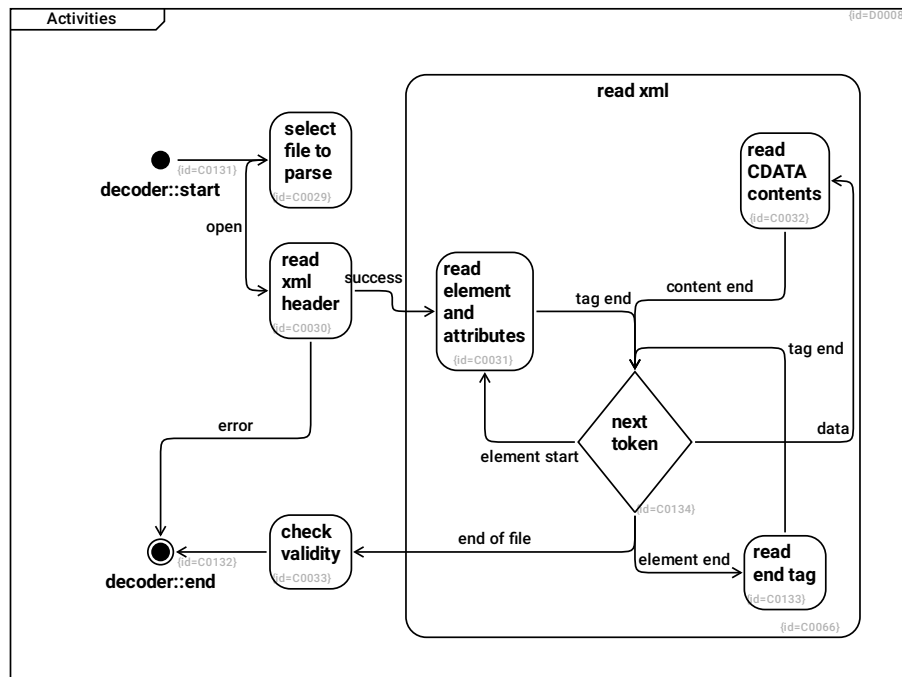 Activities
{id=D0008
read xml
select
file to
parse
{id=C0029}
{id=C0131}
decoder::start
read
CDATA
contents
{id=C0032}
open
read
xml
header
{id=C0030}
success
read
element
and
attributes
{id=C0031}
tag end
content end
tag end
error
next
token
{id=C0134}
element start
data
end of file
element end
check
validity
{id=C0033}
{id=C0132}
decoder::end
read
end tag
{id=C0133}
{id=C0066}